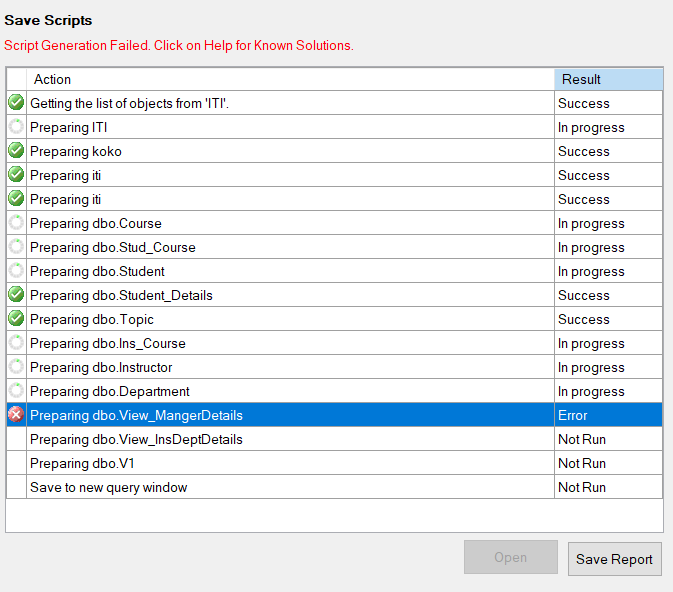 Save Scripts
Script Generation Failed. Click on Help for Known Solutions.
Action Result
Getting the list of objects from 'ITI'. Success
Preparing ITI In progress
Preparing koko Success
Preparing iti Success
Preparing iti Success
Preparing dbo.Course In progress
Preparing dbo.Stud_Course In progress
Preparing dbo.Student In progress
Preparing dbo.Student_Details Success
Preparing dbo.Topic Success
Preparing dbo.Ins_Course In progress
Preparing dbo.Instructor In progress
Preparing dbo.Department In progress
Preparing dbo.View_MangerDetails Error
Preparing dbo.View_InsDeptDetails Not Run
Preparing dbo.V1 Not Run
Save to new query window Not Run
Open Save Report